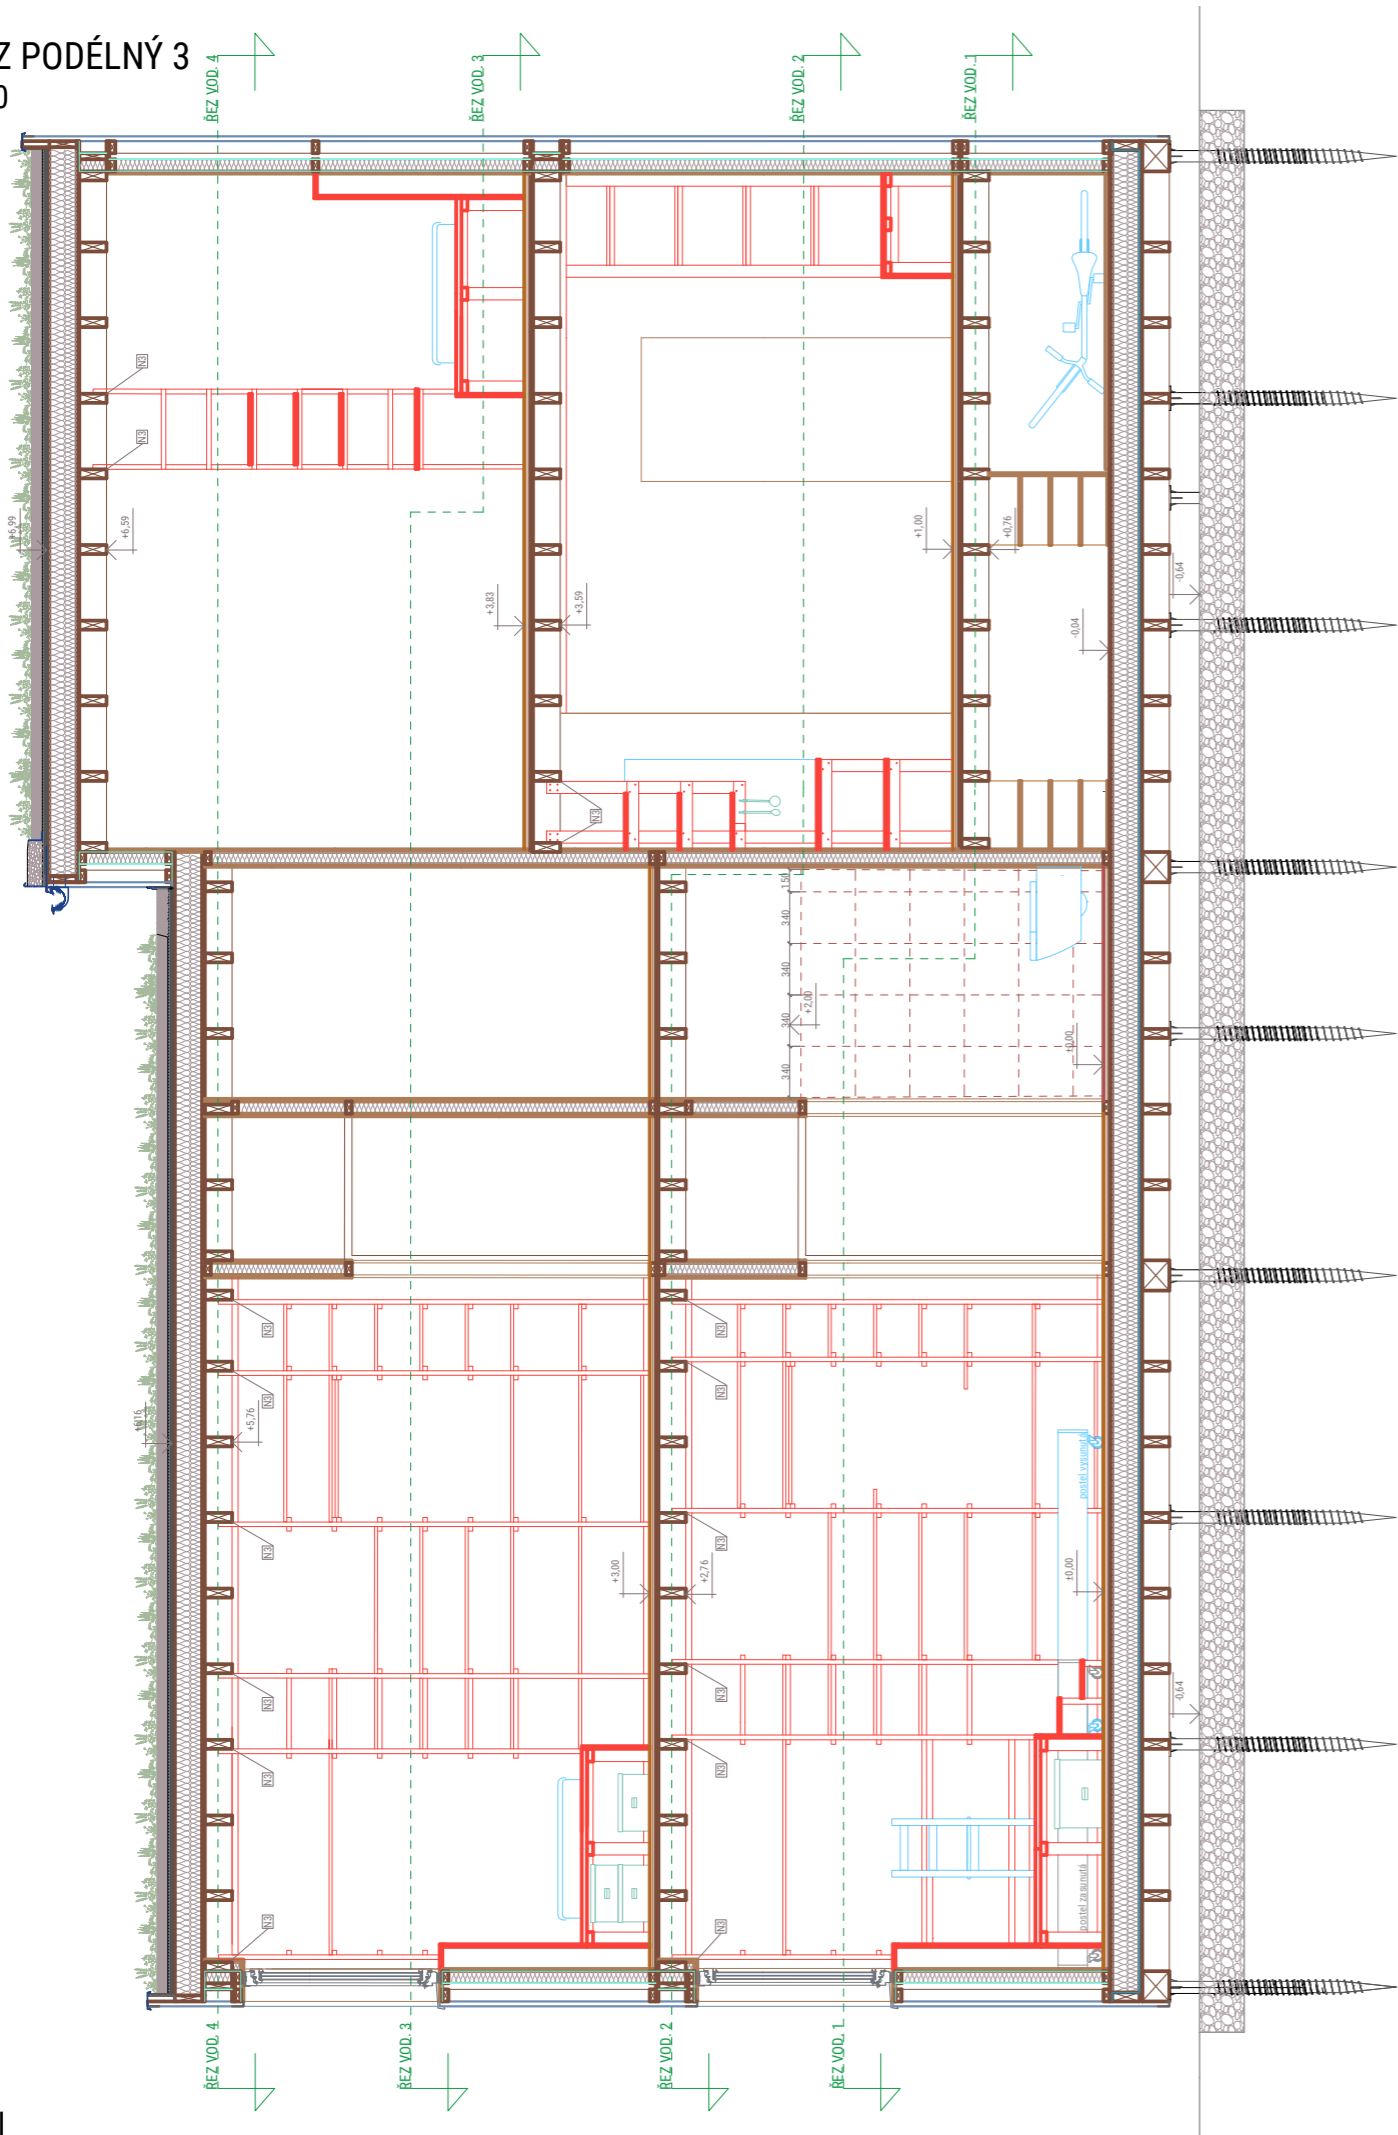 Z PODÉLNÝ 3
0
ŘEZ VOD. 4
ŘEZ VOD. 3
ŘEZ VOD. 2
ŘEZ VOD. 1
N3
N3
+6,99
+6,59
+3,83
+3,59
+1,00
+0,76
-0,64
-0,04
N3
150
340
340
340
340
+2,00
±0,00
N3
N3
N3
N3
+5,76
postel vysunutá
N3
N3
+3,00
+2,76
±0,00
N3
N3
-0,64
N3
N3
postel zasunutá
N3
N3
ŘEZ VOD. 4
ŘEZ VOD. 3
ŘEZ VOD. 2
ŘEZ VOD. 1